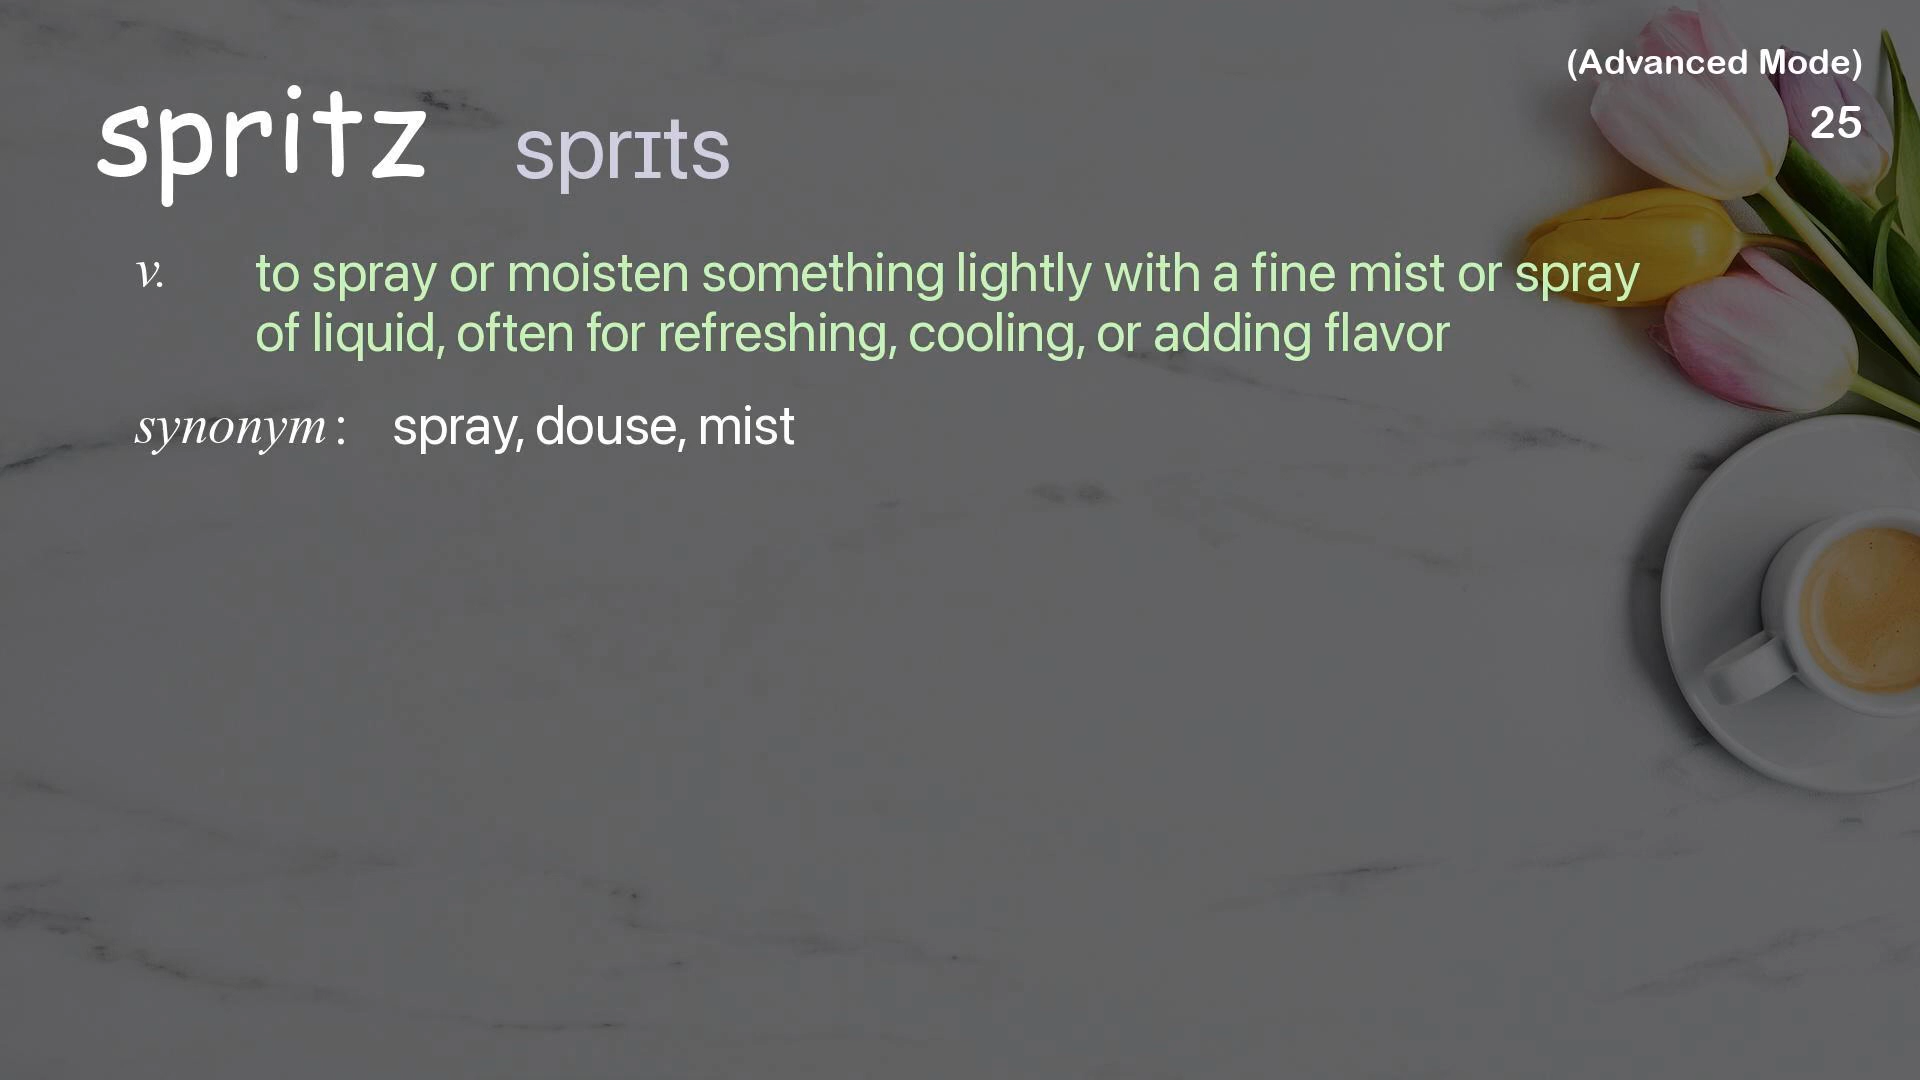 (Advanced Mode)
25
spritz sprɪts
v. to spray or moisten something lightly with a fine mist or spray
of liquid, often for refreshing, cooling, or adding flavor
synonym: spray, douse, mist